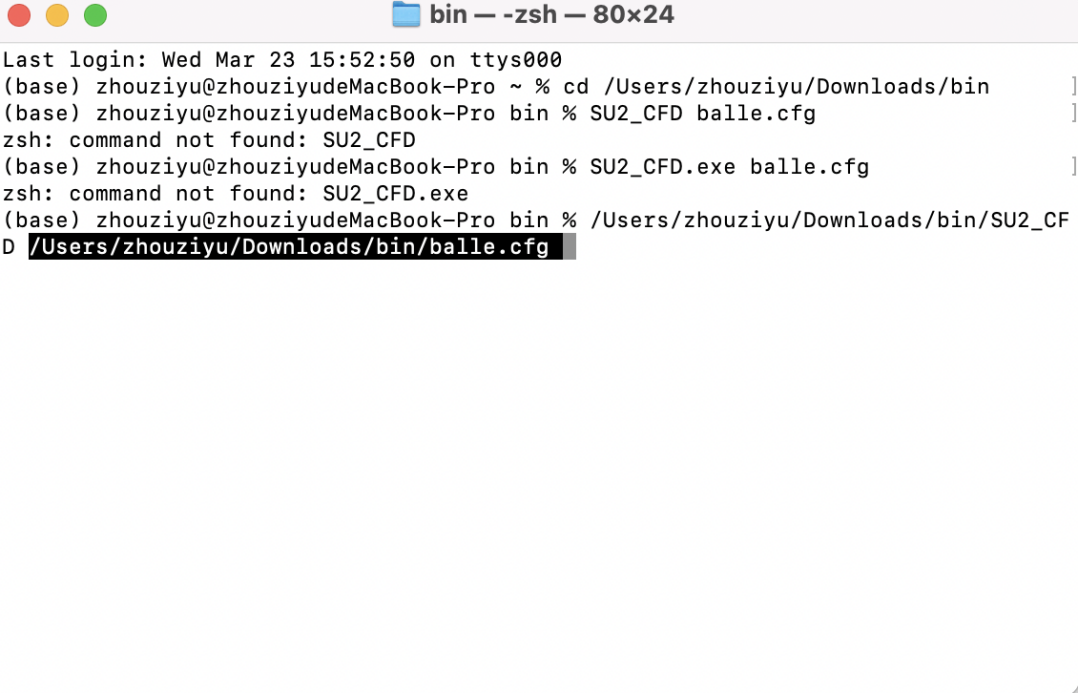 bin — -zsh — 80×24
Last login: Wed Mar 23 15:52:50 on ttys000
(base) zhouziyu@zhouziyudeMacBook-Pro ~ % cd /Users/zhouziyu/Downloads/bin ]
(base) zhouziyu@zhouziyudeMacBook-Pro bin % SU2_CFD balle.cfg ]
zsh: command not found: SU2_CFD
(base) zhouziyu@zhouziyudeMacBook-Pro bin % SU2_CFD.exe balle.cfg ]
zsh: command not found: SU2_CFD.exe
(base) zhouziyu@zhouziyudeMacBook-Pro bin % /Users/zhouziyu/Downloads/bin/SU2_CF
D /Users/zhouziyu/Downloads/bin/balle.cfg